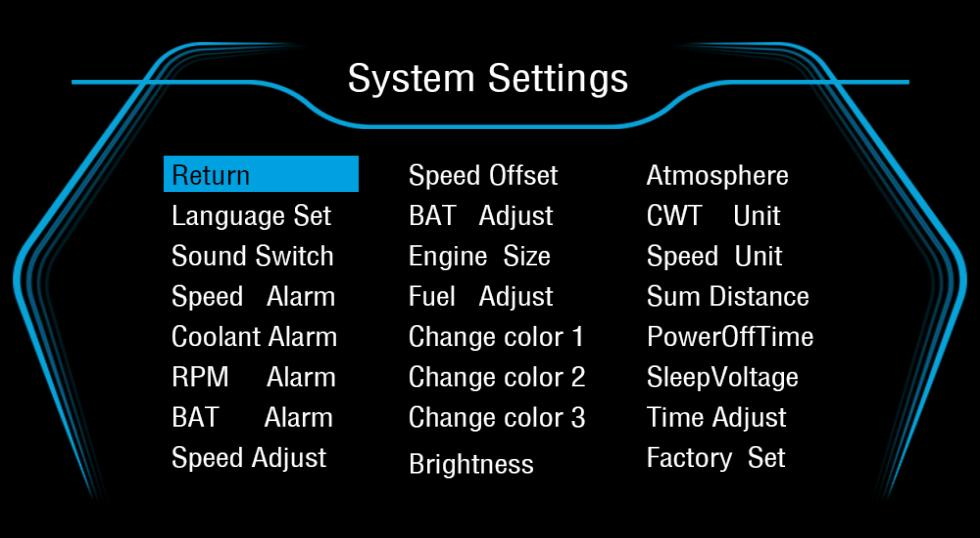 System Settings
Return
Language Set
Sound Switch
Speed Alarm
Coolant Alarm
RPM Alarm
BAT Alarm
Speed Adjust
Speed Offset
BAT Adjust
Engine Size
Fuel Adjust
Change color 1
Change color 2
Change color 3
Brightness
Atmosphere
CWT Unit
Speed Unit
Sum Distance
PowerOffTime
SleepVoltage
Time Adjust
Factory Set